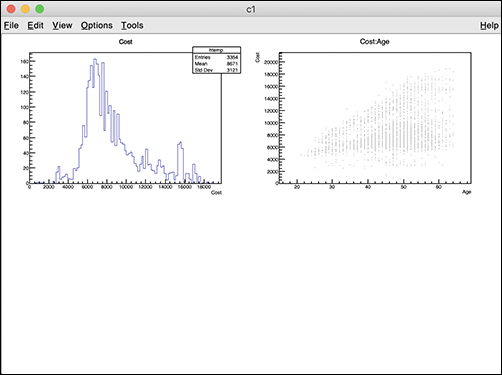 c1
File Edit View Options Tools Help
Cost
htemp
Entries 3354
Mean 8671
Std Dev 3121
160
140
120
100
80
60
40
20
0
0 2000 4000 6000 8000 10000 12000 14000 16000 18000
Cost
Cost:Age
Cost
20000
18000
16000
14000
12000
10000
8000
6000
4000
2000
0
20 30 40 50 60
Age